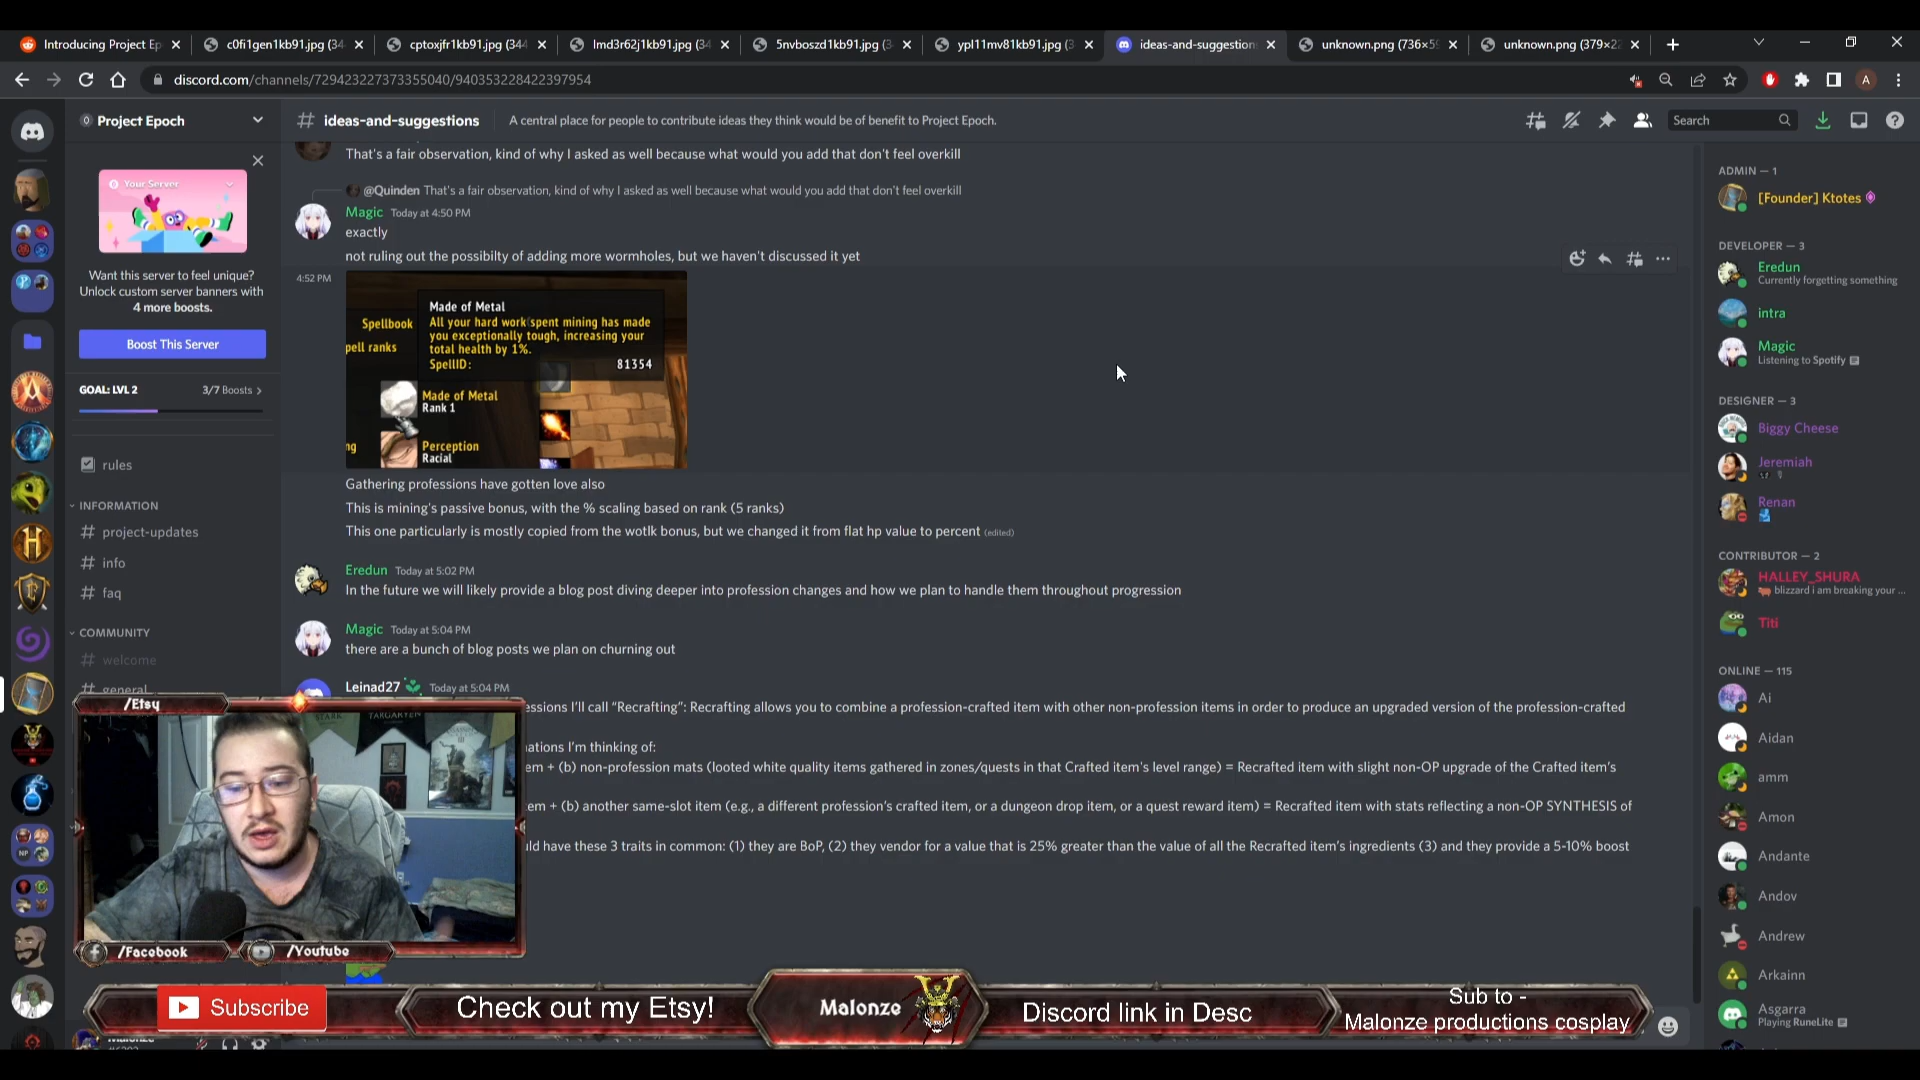 Introducing Project Ep
c0fi1gen1kb91.jpg (34
cptoxjfr1kb91.jpg (344
lmd3r62j1kb91.jpg (34
5nvboszd1kb91.jpg (3
ypl11mv81kb91.jpg (3
ideas-and-suggestion
unknown.png (736×5
unknown.png (379×2
discord.com/channels/729423227373355040/940353228422397954
A
Project Epoch
# ideas-and-suggestions
A central place for people to contribute ideas they think would be of benefit to Project Epoch.
Search
Your Server
Want this server to feel unique?
Unlock custom server banners with
4 more boosts.
Boost This Server
GOAL: LVL 2
3/7 Boosts
rules
INFORMATION
# project-updates
# info
# faq
COMMUNITY
# welcome
# general
That's a fair observation, kind of why I asked as well because what would you add that don't feel overkill
@Quinden That's a fair observation, kind of why I asked as well because what would you add that don't feel overkill
Magic Today at 4:50 PM
exactly
not ruling out the possibilty of adding more wormholes, but we haven't discussed it yet
4:52 PM
Made of Metal
All your hard work spent mining has made
you exceptionally tough, increasing your
total health by 1%.
SpellID: 81354
Spellbook
pell ranks
Made of Metal
Rank 1
ng
Perception
Racial
Gathering professions have gotten love also
This is mining's passive bonus, with the % scaling based on rank (5 ranks)
This one particularly is mostly copied from the wotlk bonus, but we changed it from flat hp value to percent (edited)
Eredun Today at 5:02 PM
In the future we will likely provide a blog post diving deeper into profession changes and how we plan to handle them throughout progression
Magic Today at 5:04 PM
there are a bunch of blog posts we plan on churning out
Leinad27 Today at 5:04 PM
essions I'll call "Recrafting": Recrafting allows you to combine a profession-crafted item with other non-profession items in order to produce an upgraded version of the profession-crafted
ations I'm thinking of:
em + (b) non-profession mats (looted white quality items gathered in zones/quests in that Crafted item's level range) = Recrafted item with slight non-OP upgrade of the Crafted item's
em + (b) another same-slot item (e.g., a different profession's crafted item, or a dungeon drop item, or a quest reward item) = Recrafted item with stats reflecting a non-OP SYNTHESIS of
uld have these 3 traits in common: (1) they are BoP, (2) they vendor for a value that is 25% greater than the value of all the Recrafted item's ingredients (3) and they provide a 5-10% boost
ADMIN — 1
[Founder] Ktotes
DEVELOPER — 3
Eredun
Currently forgetting something
intra
Magic
Listening to Spotify
DESIGNER — 3
Biggy Cheese
Jeremiah
Renan
CONTRIBUTOR — 2
HALLEY_SHURA
blizzard i am breaking your ...
Titi
ONLINE — 115
Ai
Aidan
amm
Amon
Andante
Andov
Andrew
Arkainn
Asgarra
Playing RuneLite
/Etsy
STARK
TARGARYEN
/Facebook
/Youtube
Subscribe
Check out my Etsy!
Malonze
Discord link in Desc
Sub to -
Malonze productions cosplay